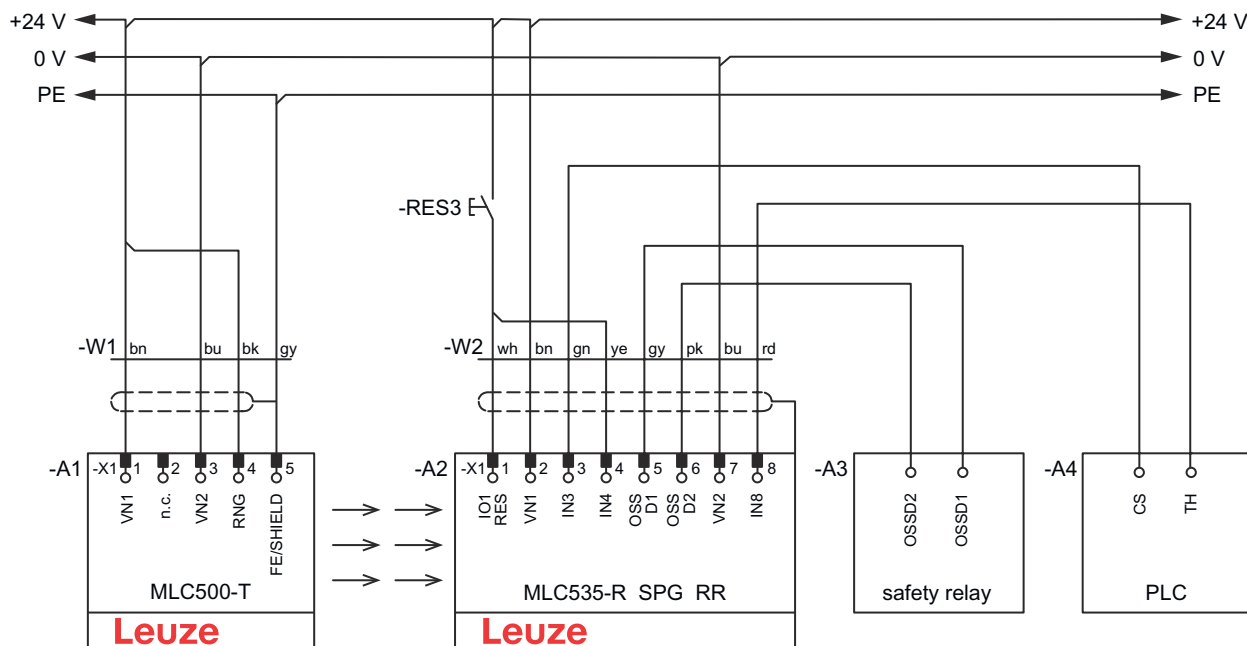 +24 V +24 V
0 V 0 V
PE PE
-RES3
-W1 bn bu bk gy
-W2 wh bn gn ye gy pk bu rd
-A1 -X1 1 2 3 4 5
VN1
n.c.
VN2
RNG
FE/SHIELD
MLC500-T
Leuze
-A2 -X1 1 2 3 4 5 6 7 8
IO1
RES
VN1
IN3
IN4
OSS
D1
OSS
D2
VN2
IN8
MLC535-R SPG RR
Leuze
-A3
OSSD2
OSSD1
safety relay
-A4
CS
TH
PLC